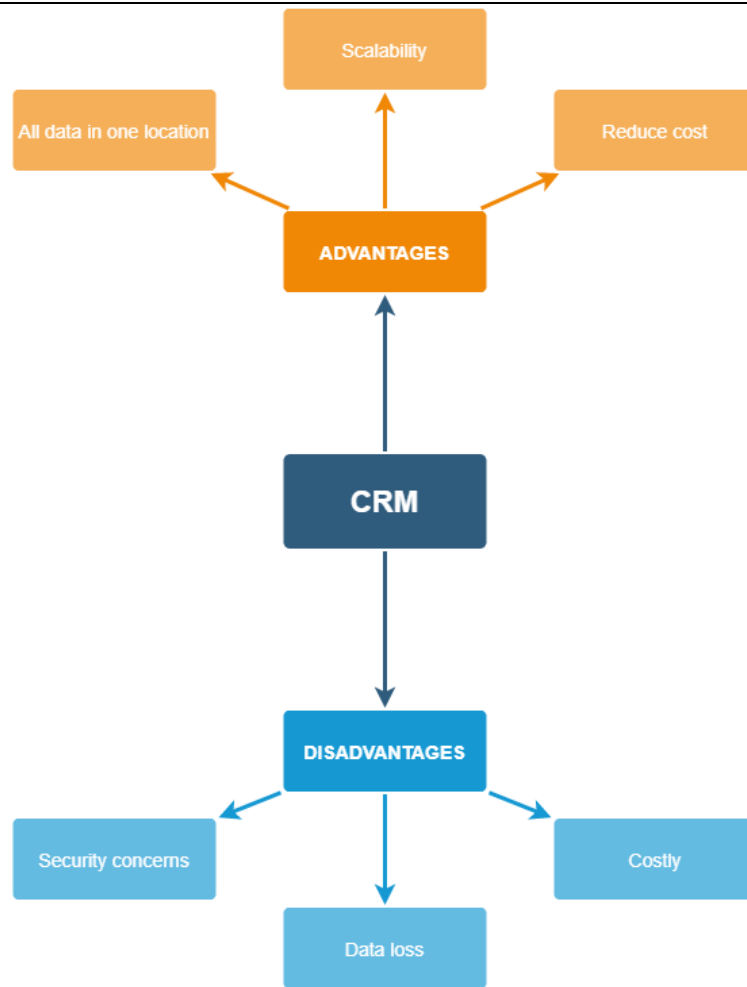 Scalability
All data in one location
Reduce cost
ADVANTAGES
CRM
DISADVANTAGES
Security concerns
Costly
Data loss